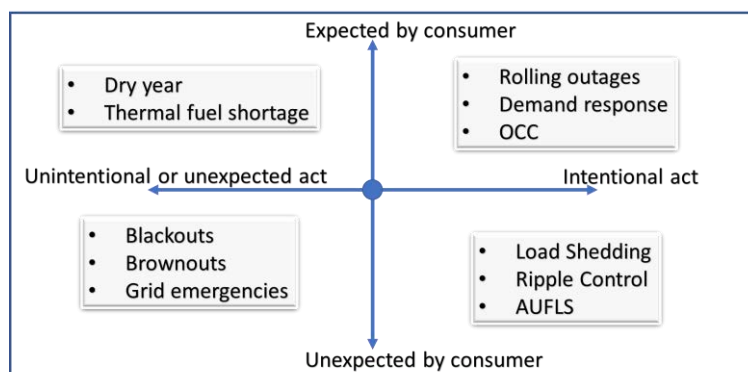 Expected by consumer
• Dry year
• Thermal fuel shortage
• Rolling outages
• Demand response
• OCC
Unintentional or unexpected act
Intentional act
• Blackouts
• Brownouts
• Grid emergencies
• Load Shedding
• Ripple Control
• AUFLS
Unexpected by consumer